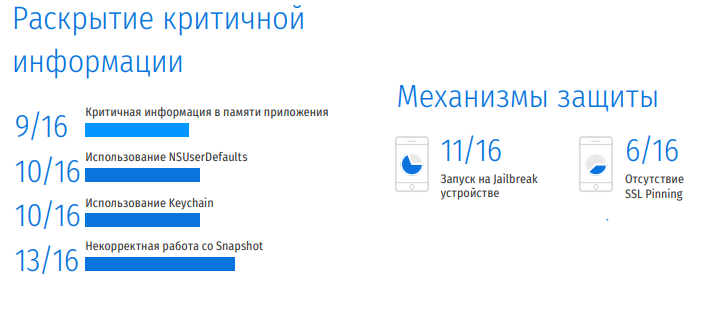 Раскрытие критичной
информации
9/16
Критичная информация в памяти приложения
10/16
Использование NSUserDefaults
10/16
Использование Keychain
13/16
Некорректная работа со Snapshot
Механизмы защиты
11/16
Запуск на Jailbreak
устройстве
6/16
Отсутствие
SSL Pinning
.